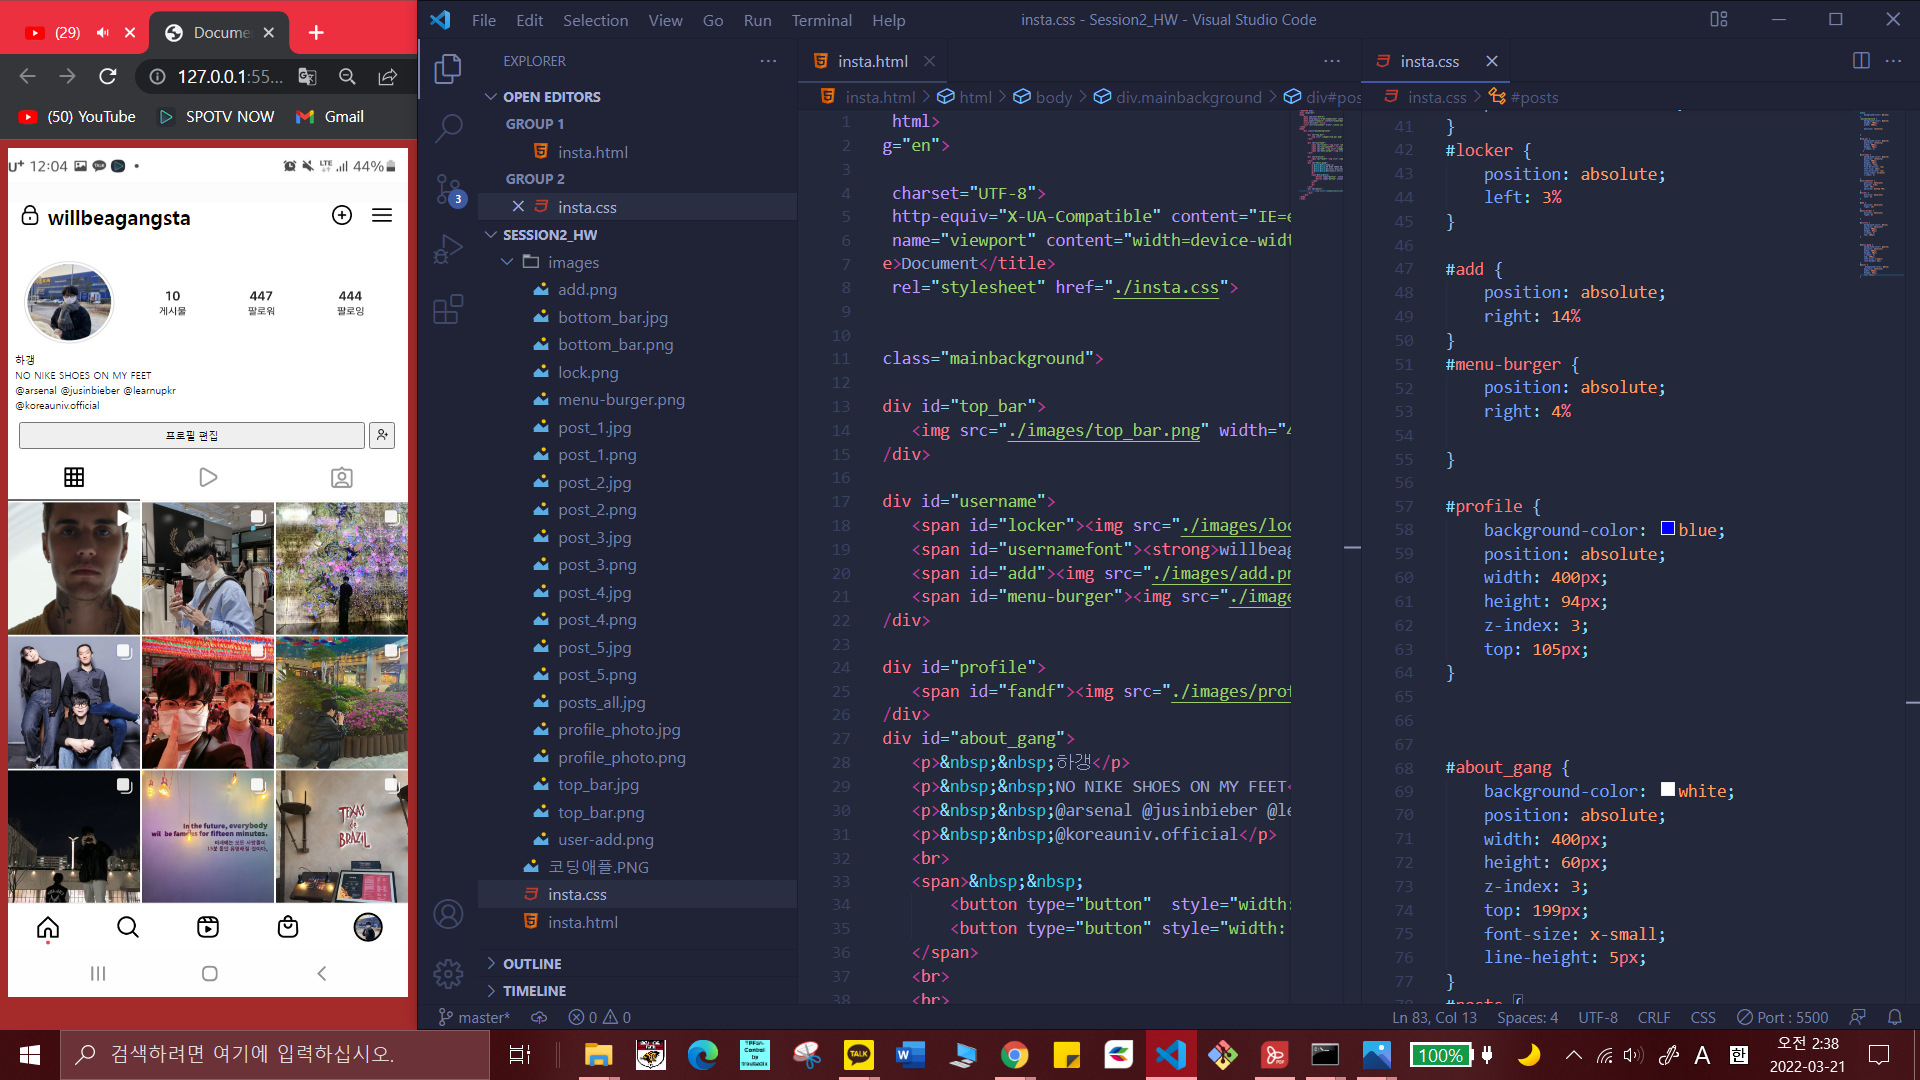 (29)
Docume
127.0.0.1:55...
(50) YouTube
SPOTV NOW
Gmail
U+ 12:04
LTE
44%
willbeagangsta
10
447
444
게시물
팔로워
팔로잉
하갱
NO NIKE SHOES ON MY FEET
@arsenal @jusinbieber @learnupkr
@koreauniv.official
프로필 편집
In the future, everybody
will be famous for fifteen minutes.
TEXAS
de
BRAZIL
File Edit Selection View Go Run Terminal Help
insta.css - Session2_HW - Visual Studio Code
3
EXPLORER
OPEN EDITORS
GROUP 1
insta.html
GROUP 2
insta.css
SESSION2_HW
images
add.png
bottom_bar.jpg
bottom_bar.png
lock.png
menu-burger.png
post_1.jpg
post_1.png
post_2.jpg
post_2.png
post_3.jpg
post_3.png
post_4.jpg
post_4.png
post_5.jpg
post_5.png
posts_all.jpg
profile_photo.jpg
profile_photo.png
top_bar.jpg
top_bar.png
user-add.png
코딩애플.PNG
insta.css
insta.html
OUTLINE
TIMELINE
insta.html
insta.html > html > body > div.mainbackground > div#pos
1 html>
2 g="en">
3
4 charset="UTF-8">
5 http-equiv="X-UA-Compatible" content="IE=e
6 name="viewport" content="width=device-widt
7 e>Document</title>
8 rel="stylesheet" href="./insta.css">
9
10
11 class="mainbackground">
12
13 div id="top_bar">
14 <img src="./images/top_bar.png" width="4
15 /div>
16
17 div id="username">
18 <span id="locker"><img src="./images/loc
19 <span id="usernamefont"><strong>willbeag
20 <span id="add"><img src="./images/add.pn
21 <span id="menu-burger"><img src="./image
22 /div>
23
24 div id="profile">
25 <span id="fandf"><img src="./images/prof
26 /div>
27 div id="about_gang">
28 <p>&nbsp;&nbsp;하갱</p>
29 <p>&nbsp;&nbsp;NO NIKE SHOES ON MY FEET<
30 <p>&nbsp;&nbsp;@arsenal @jusinbieber @le
31 <p>&nbsp;&nbsp;@koreauniv.official</p>
32 <br>
33 <span>&nbsp;&nbsp;
34 <button type="button" style="width:
35 <button type="button" style="width:
36 </span>
37 <br>
38 <br>
insta.css
insta.css > #posts
41 }
42 #locker {
43 position: absolute;
44 left: 3%
45 }
46
47 #add {
48 position: absolute;
49 right: 14%
50 }
51 #menu-burger {
52 position: absolute;
53 right: 4%
54
55 }
56
57 #profile {
58 background-color: blue;
59 position: absolute;
60 width: 400px;
61 height: 94px;
62 z-index: 3;
63 top: 105px;
64 }
65
66
67
68 #about_gang {
69 background-color: white;
70 position: absolute;
71 width: 400px;
72 height: 60px;
73 z-index: 3;
74 top: 199px;
75 font-size: x-small;
76 line-height: 5px;
77 }
78 #posts {
master*
0 0
Ln 83, Col 13
Spaces: 4
UTF-8
CRLF
CSS
Port : 5500
검색하려면 여기에 입력하십시오.
TALK
100%
A
한
오전 2:38
2022-03-21